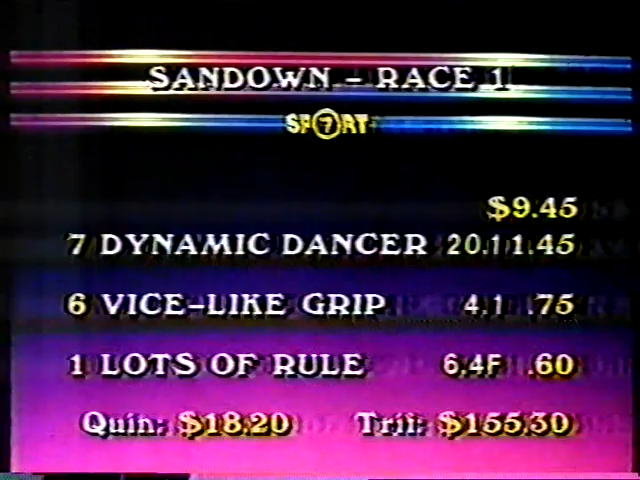 SANDOWN - RACE 1
SP7RT
$9.45
7 DYNAMIC DANCER 20.1 1.45
6 VICE-LIKE GRIP 4.1 .75
1 LOTS OF RULE 6.4F .60
Quin: $18.20 Trif: $155.30